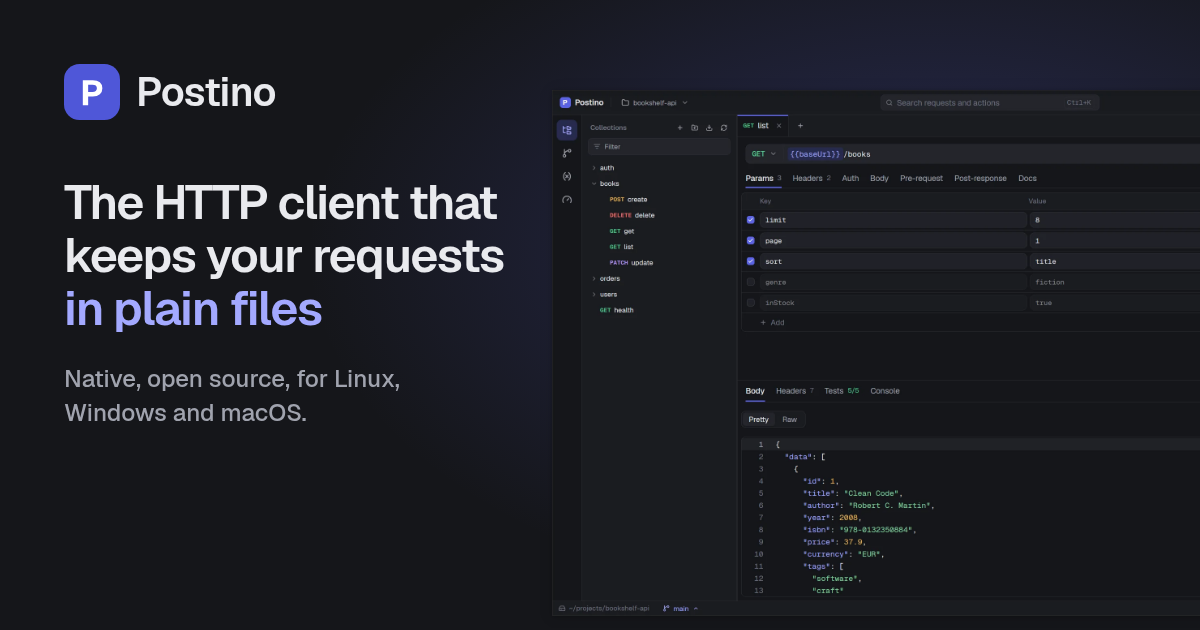 P Postino
The HTTP client that
keeps your requests
in plain files
Native, open source, for Linux,
Windows and macOS.
P Postino bookshelf-api
Search requests and actions Ctrl+K
Collections
Filter
auth
books
POST create
DELETE delete
GET get
GET list
PATCH update
orders
users
GET health
GET list × +
GET {{baseUrl}}/books
Params 3 Headers 2 Auth Body Pre-request Post-response Docs
Key Value
limit 8
page 1
sort title
genre fiction
inStock true
+ Add
Body Headers 7 Tests 5/5 Console
Pretty Raw
1 {
2 "data": [
3 {
4 "id": 1,
5 "title": "Clean Code",
6 "author": "Robert C. Martin",
7 "year": 2008,
8 "isbn": "978-0132350884",
9 "price": 37.9,
10 "currency": "EUR",
11 "tags": [
12 "software",
13 "craft"
~/projects/bookshelf-api main